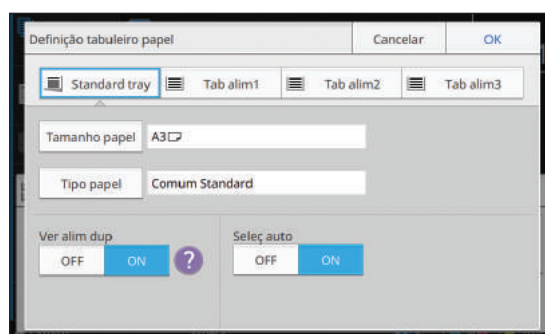 Definição tabuleiro papel Cancelar OK
Standard tray Tab alim1 Tab alim2 Tab alim3
Tamanho papel A3
Tipo papel Comum Standard
Ver alim dup Seleç auto
OFF ON ? OFF ON